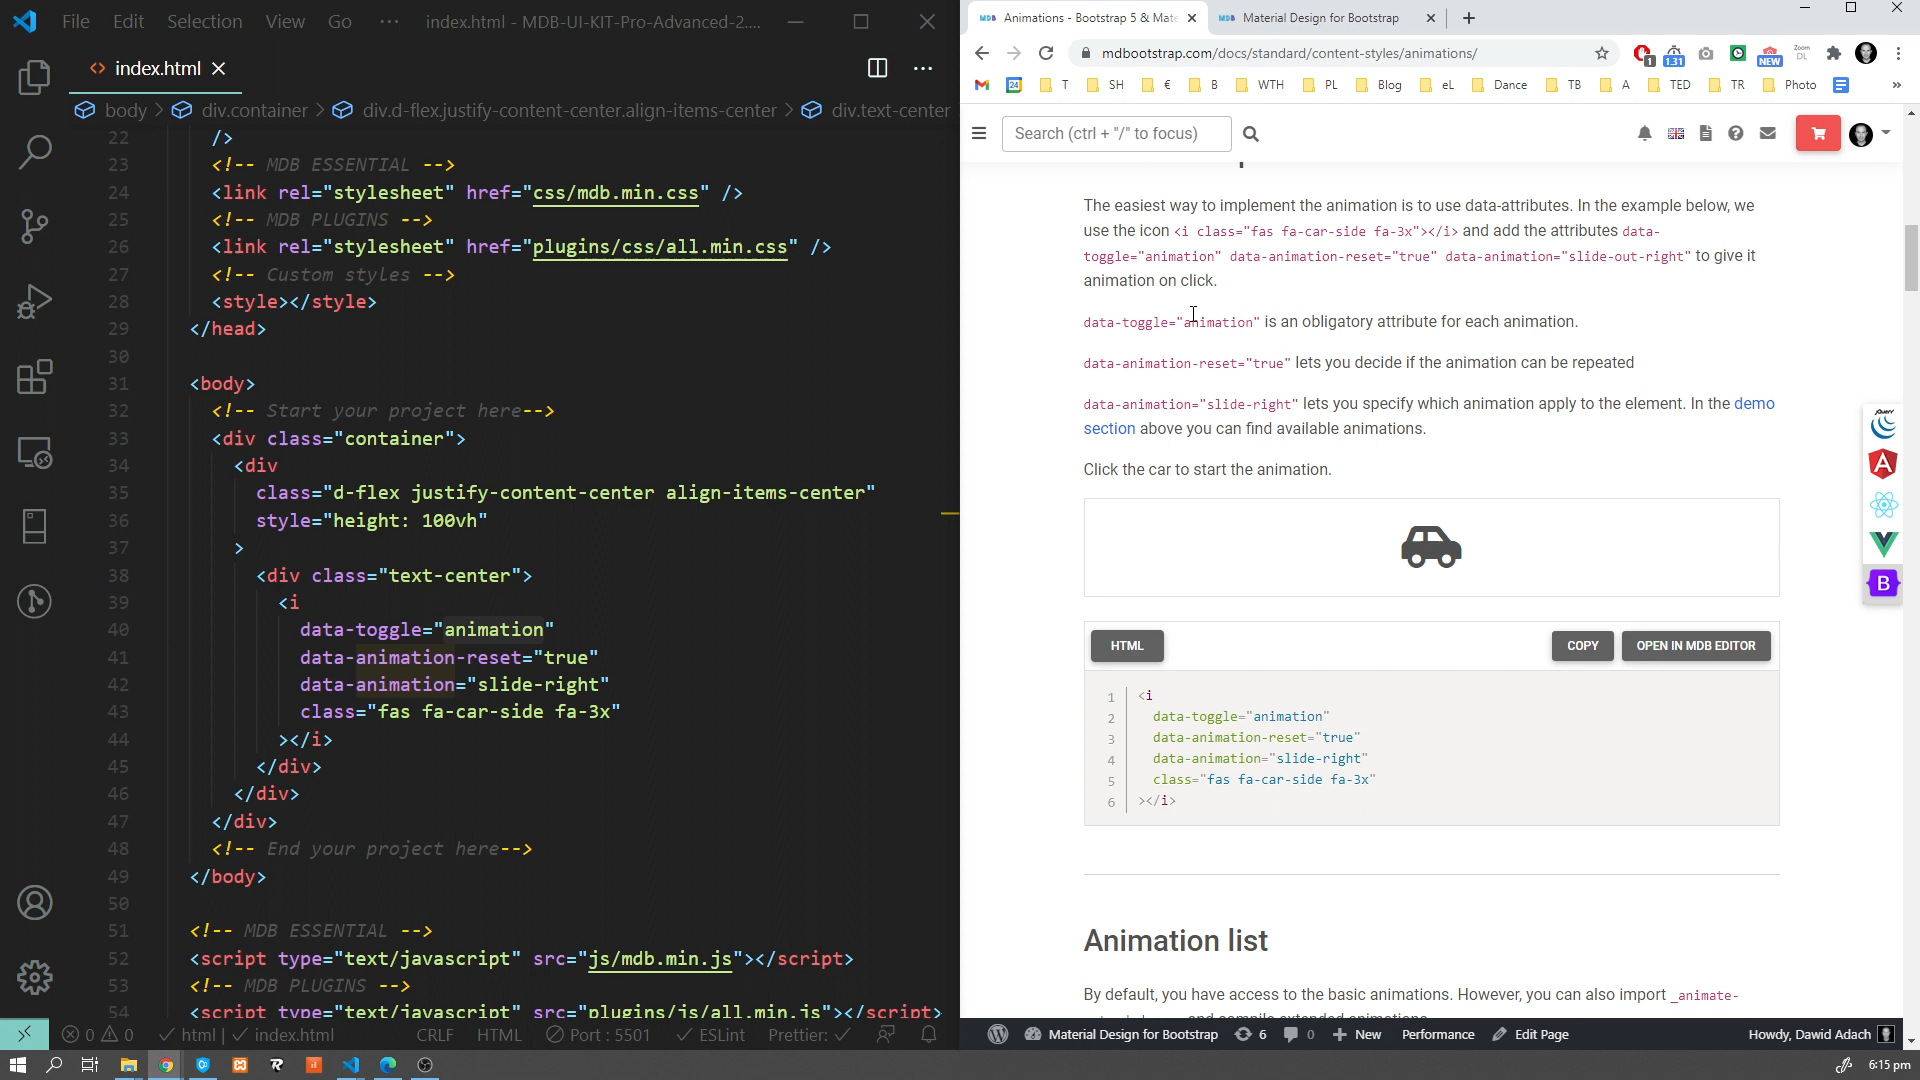 File Edit Selection View Go ··· index.html - MDB-UI-KIT-Pro-Advanced-2....
index.html
body > div.container > div.d-flex.justify-content-center.align-items-center > div.text-center
22 />
23 <!-- MDB ESSENTIAL -->
24 <link rel="stylesheet" href="css/mdb.min.css" />
25 <!-- MDB PLUGINS -->
26 <link rel="stylesheet" href="plugins/css/all.min.css" />
27 <!-- Custom styles -->
28 <style></style>
29 </head>
30
31 <body>
32 <!-- Start your project here-->
33 <div class="container">
34 <div
35 class="d-flex justify-content-center align-items-center"
36 style="height: 100vh"
37 >
38 <div class="text-center">
39 <i
40 data-toggle="animation"
41 data-animation-reset="true"
42 data-animation="slide-right"
43 class="fas fa-car-side fa-3x"
44 ></i>
45 </div>
46 </div>
47 </div>
48 <!-- End your project here-->
49 </body>
50
51 <!-- MDB ESSENTIAL -->
52 <script type="text/javascript" src="js/mdb.min.js"></script>
53 <!-- MDB PLUGINS -->
54 <script type="text/javascript" src="plugins/js/all.min.js"></script>
0 0 html | index.html CRLF HTML Port : 5501 ESLint Prettier:
Animations - Bootstrap 5 & Mate Material Design for Bootstrap
mdbootstrap.com/docs/standard/content-styles/animations/
1 1.31 NEW Zoom DL
24 T SH € B WTH PL Blog eL Dance TB A TED TR Photo »
Search (ctrl + "/" to focus)
The easiest way to implement the animation is to use data-attributes. In the example below, we
use the icon <i class="fas fa-car-side fa-3x"></i> and add the attributes data-
toggle="animation" data-animation-reset="true" data-animation="slide-out-right" to give it
animation on click.
data-toggle="animation" is an obligatory attribute for each animation.
data-animation-reset="true" lets you decide if the animation can be repeated
data-animation="slide-right" lets you specify which animation apply to the element. In the demo
section above you can find available animations.
Click the car to start the animation.
jQuery
B
HTML COPY OPEN IN MDB EDITOR
1 <i
2 data-toggle="animation"
3 data-animation-reset="true"
4 data-animation="slide-right"
5 class="fas fa-car-side fa-3x"
6 ></i>
Animation list
By default, you have access to the basic animations. However, you can also import _animate-
and compile extended animations
Material Design for Bootstrap 6 0 + New Performance Edit Page Howdy, Dawid Adach
6:15 pm